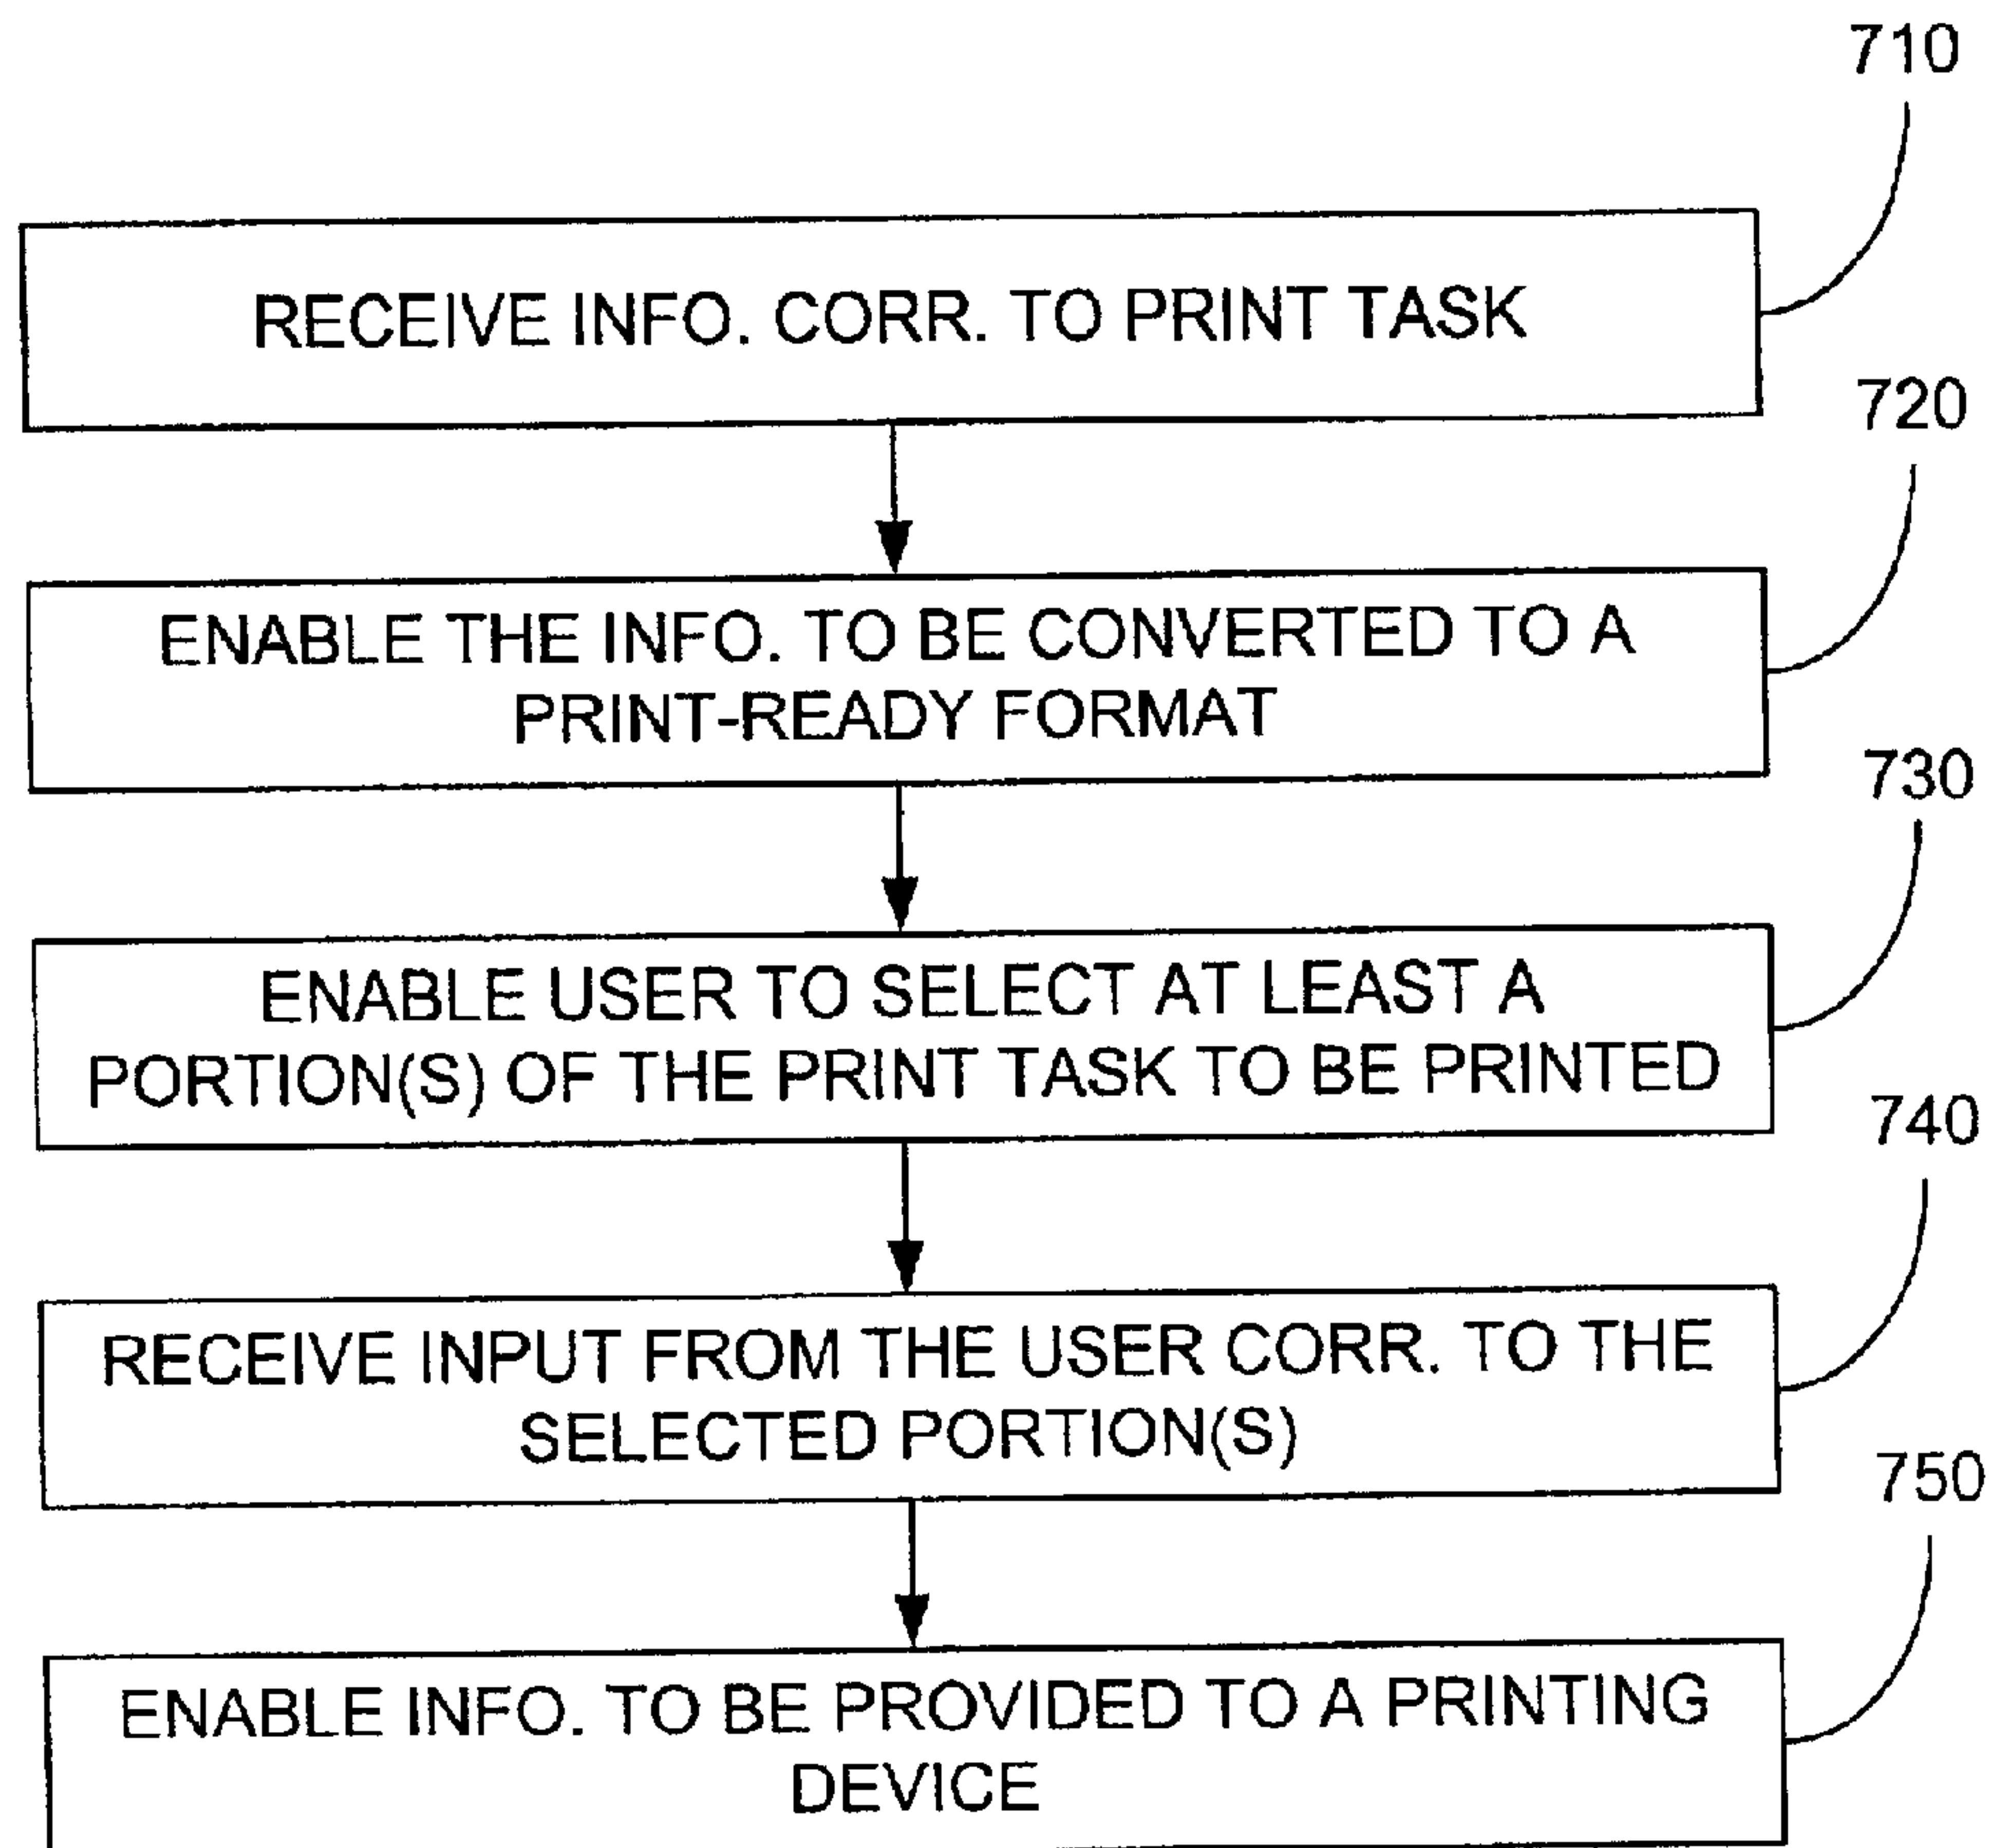 710
RECEIVE INFO. CORR. TO PRINT TASK
720
ENABLE THE INFO. TO BE CONVERTED TO A
PRINT-READY FORMAT
730
ENABLE USER TO SELECT AT LEAST A
PORTION(S) OF THE PRINT TASK TO BE PRINTED
740
RECEIVE INPUT FROM THE USER CORR. TO THE
SELECTED PORTION(S)
750
ENABLE INFO. TO BE PROVIDED TO A PRINTING
DEVICE